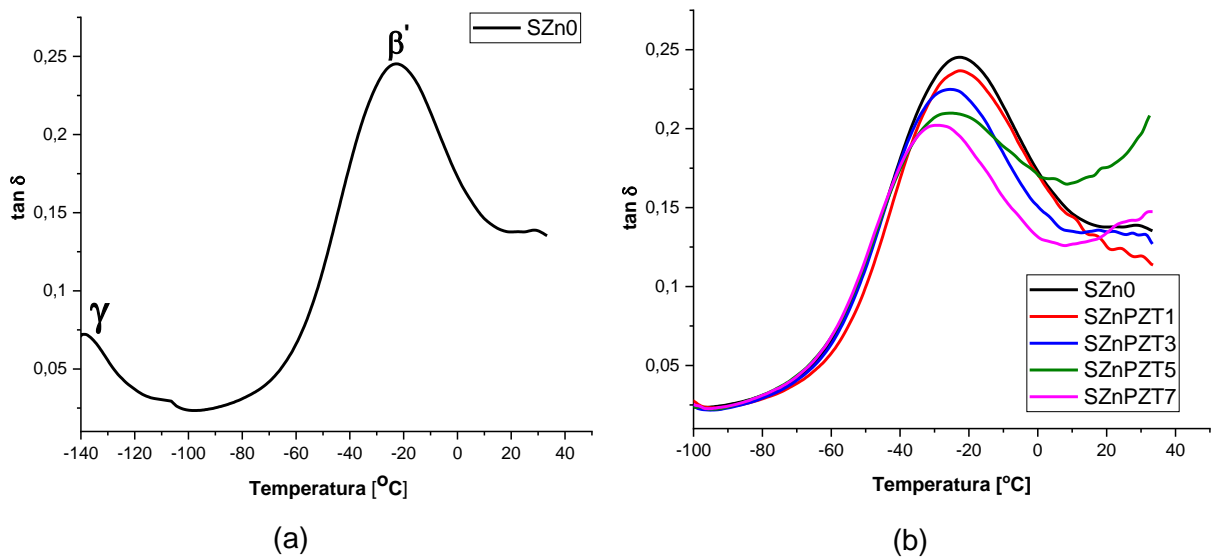 SZn0
β'
γ
0,25
0,2
0,15
0,1
0,05
tan δ
-140 -120 -100 -80 -60 -40 -20 0 20 40
Temperatura [°C]
(a)
0,25
0,2
0,15
0,1
0,05
tan δ
SZn0
SZnPZT1
SZnPZT3
SZnPZT5
SZnPZT7
-100 -80 -60 -40 -20 0 20 40
Temperatura [°C]
(b)